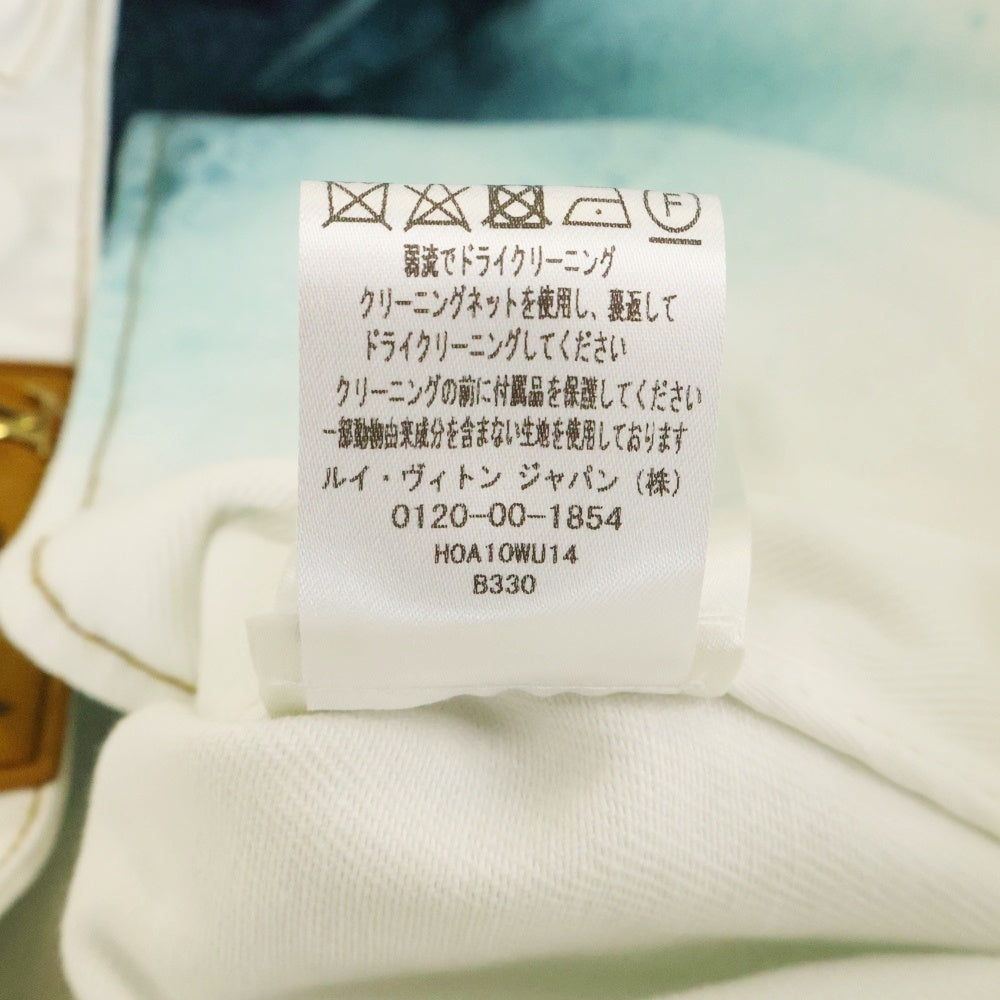 F
弱流でドライクリーニング
クリーニングネットを使用し、裏返して
ドライクリーニングしてください
クリーニングの前に付属品を保護してください
一部動物由来成分を含まない生地を使用しております
ルイ・ヴィトン ジャパン (株)
0120-00-1854
HOA10WU14
B330